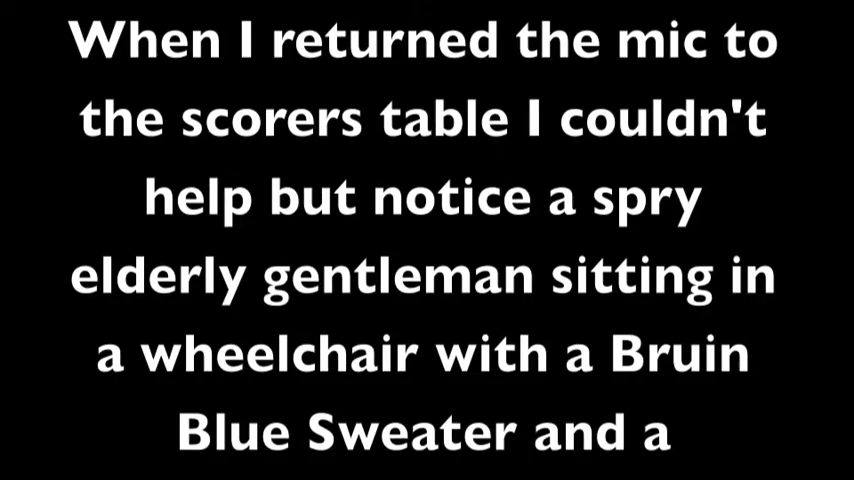 When I returned the mic to
the scorers table I couldn't
help but notice a spry
elderly gentleman sitting in
a wheelchair with a Bruin
Blue Sweater and a